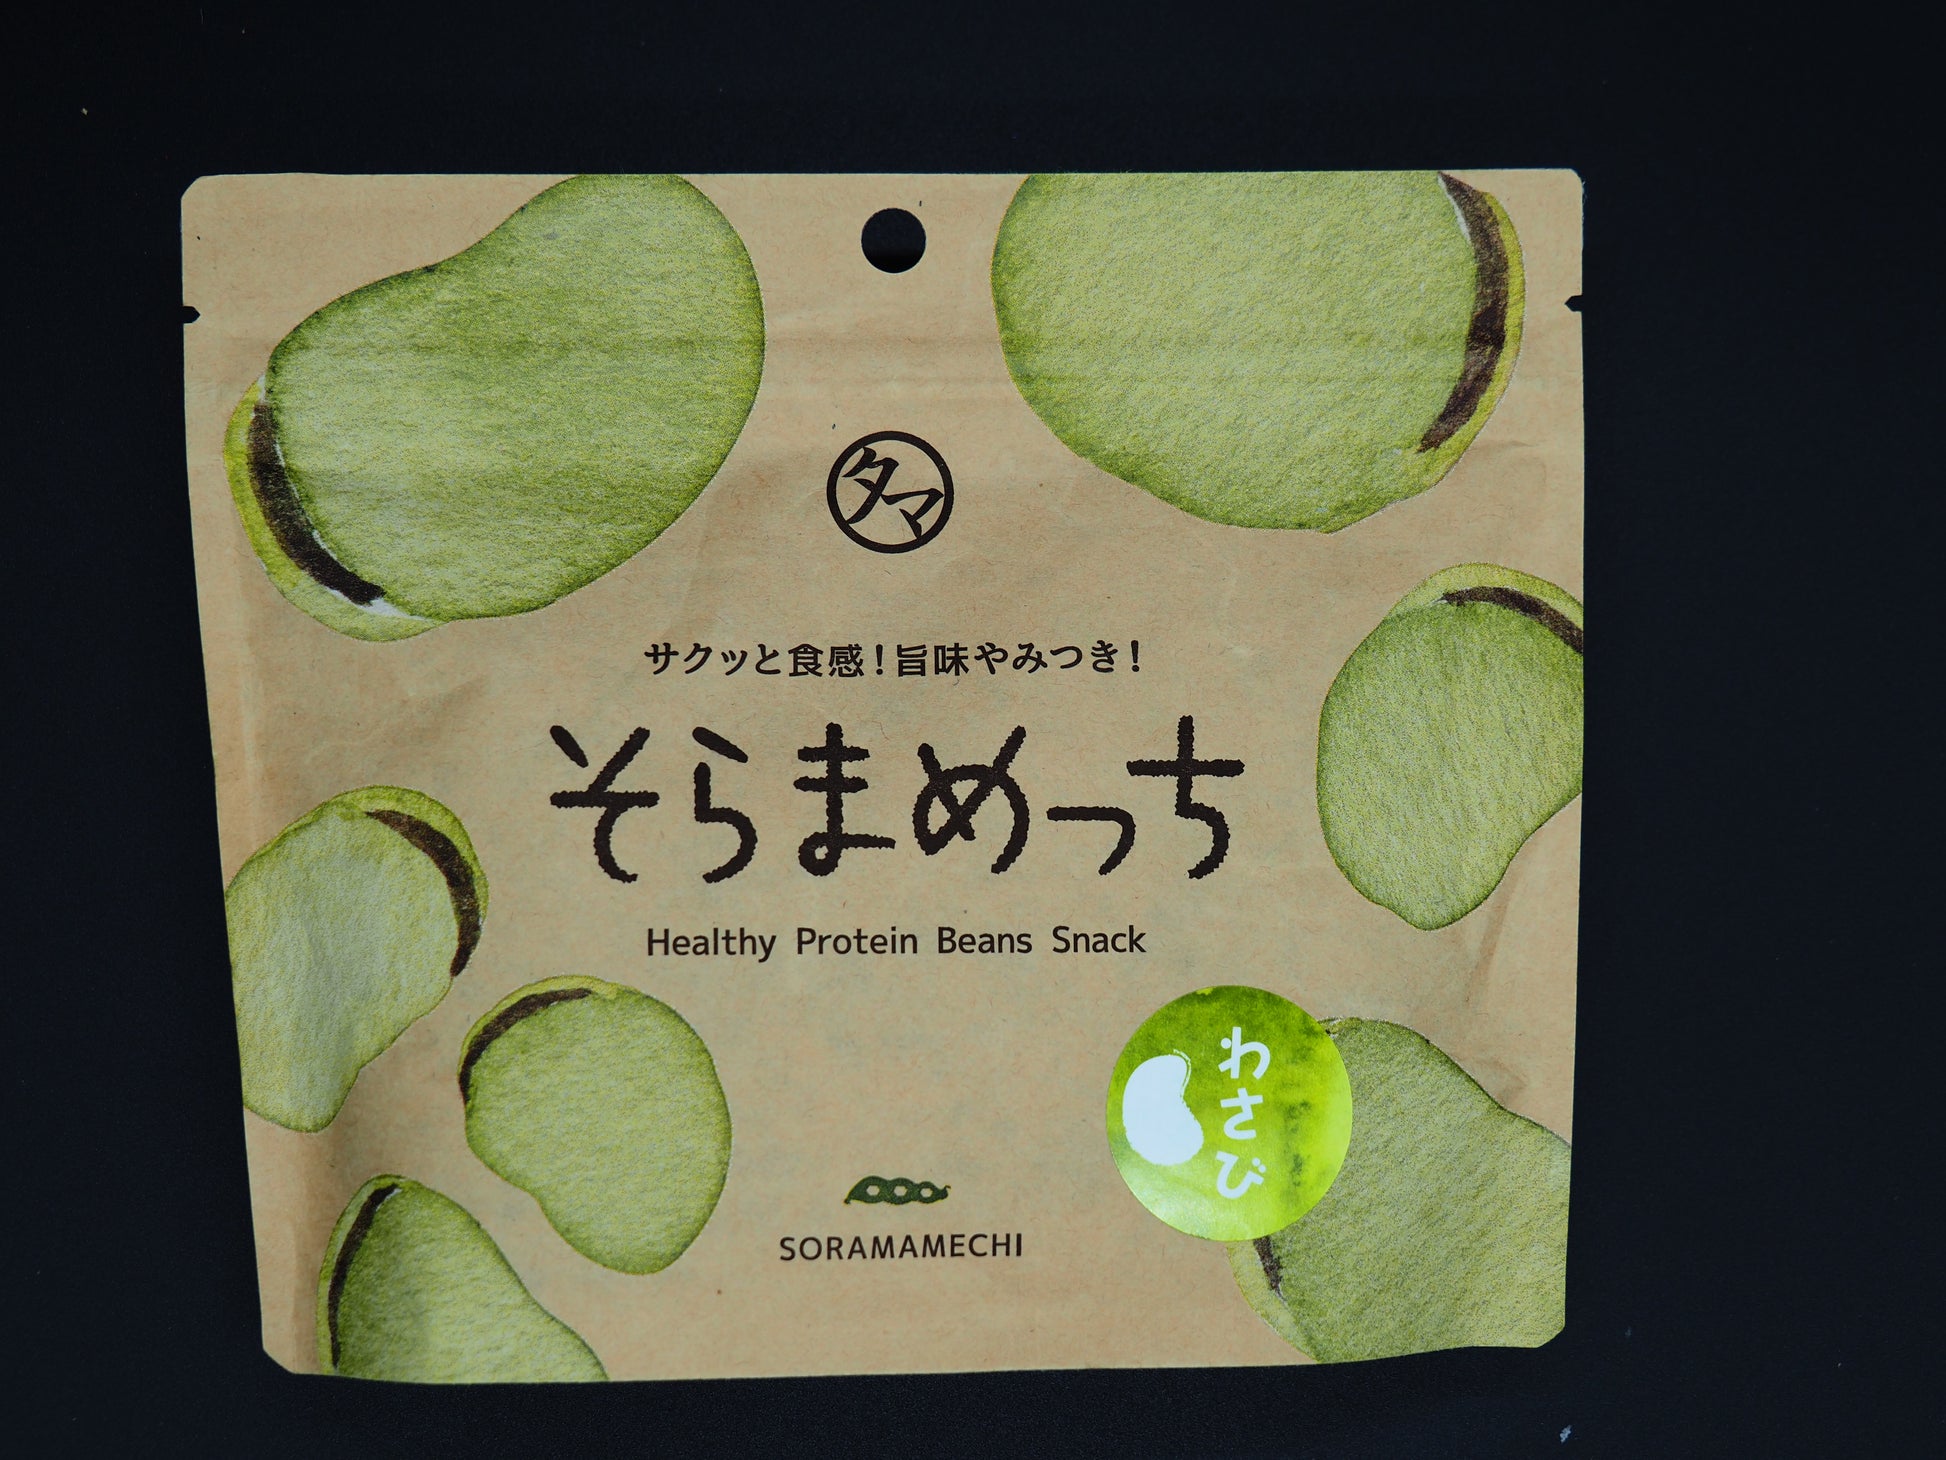 タマ
サクッと食感！旨味やみつき！
そらまめっち
Healthy Protein Beans Snack
わさび
SORAMAMECHI